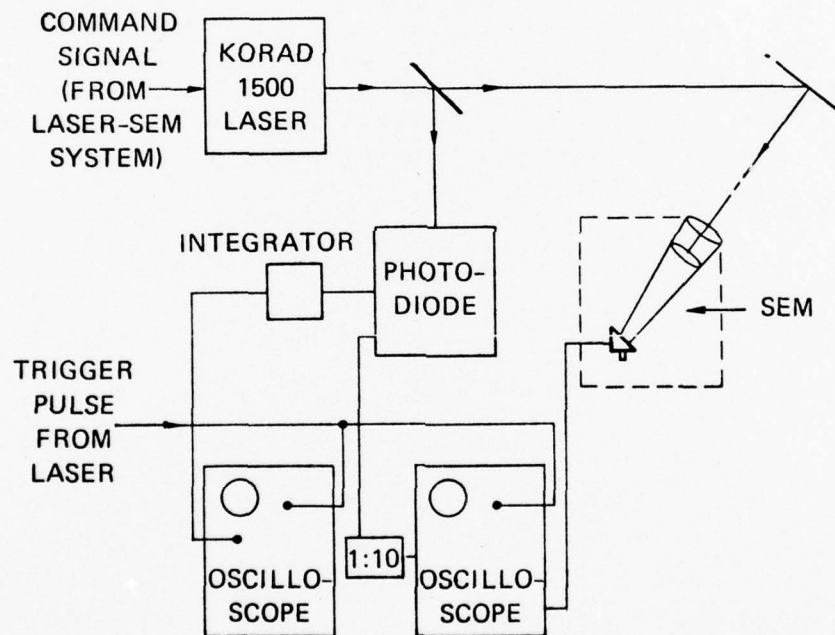 COMMAND
SIGNAL
(FROM
LASER-SEM
SYSTEM)
KORAD
1500
LASER
INTEGRATOR
PHOTO-
DIODE
SEM
TRIGGER
PULSE
FROM
LASER
OSCILLO-
SCOPE
1:10
OSCILLO-
SCOPE